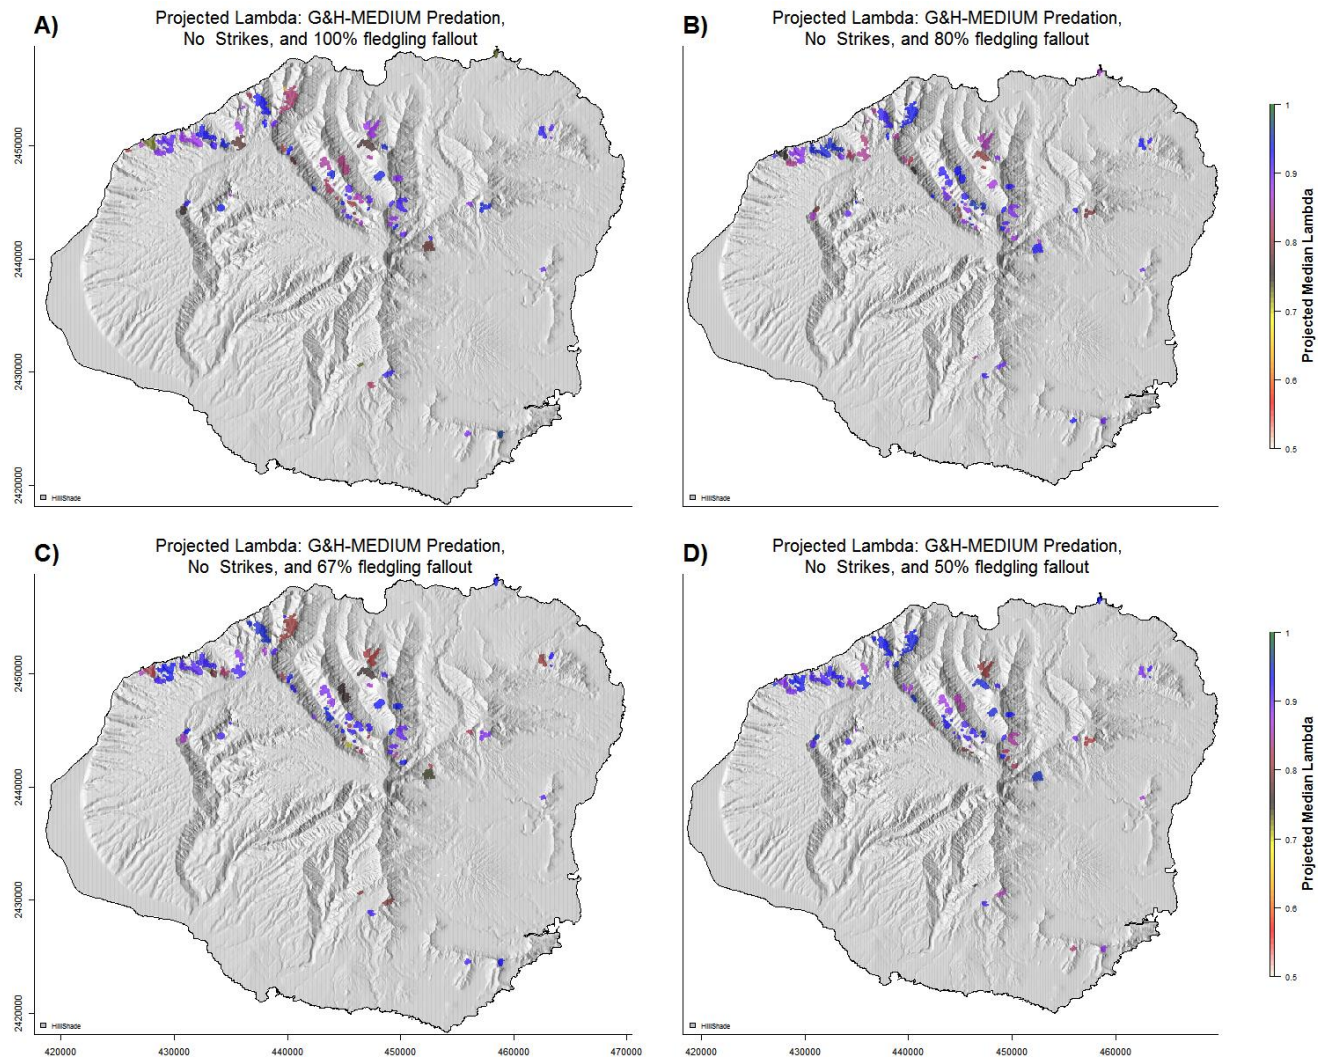 A)
Projected Lambda: G&H-MEDIUM Predation,
No Strikes, and 100% fledgling fallout
B)
Projected Lambda: G&H-MEDIUM Predation,
No Strikes, and 80% fledgling fallout
2450000
2440000
2430000
2420000
HillShade
HillShade
1
0.9
0.8
0.7
0.6
0.5
Projected Median Lambda
C)
Projected Lambda: G&H-MEDIUM Predation,
No Strikes, and 67% fledgling fallout
D)
Projected Lambda: G&H-MEDIUM Predation,
No Strikes, and 50% fledgling fallout
2450000
2440000
2430000
2420000
HillShade
HillShade
1
0.9
0.8
0.7
0.6
0.5
Projected Median Lambda
420000 430000 440000 450000 460000 470000
420000 430000 440000 450000 460000